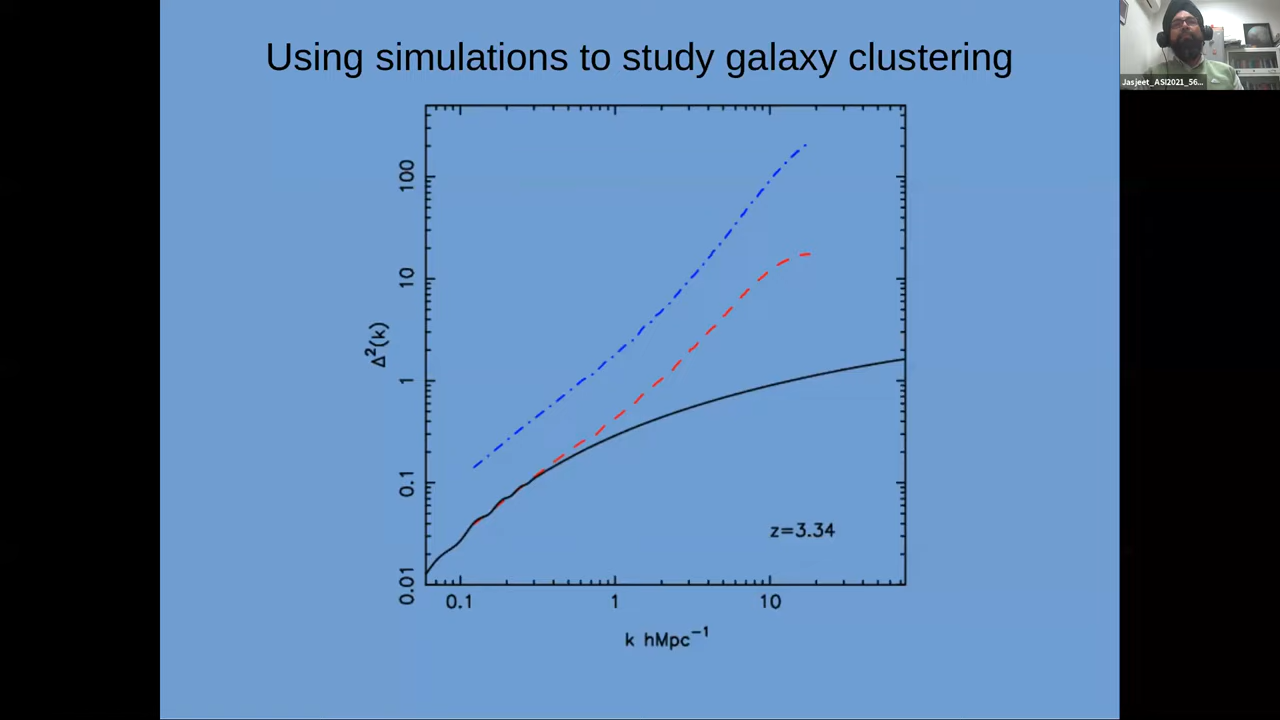 Using simulations to study galaxy clustering
Jasjeet_ASI2021_56...
100
10
1
0.1
0.01
Δ²(k)
z=3.34
0.1 1 10
k hMpc⁻¹